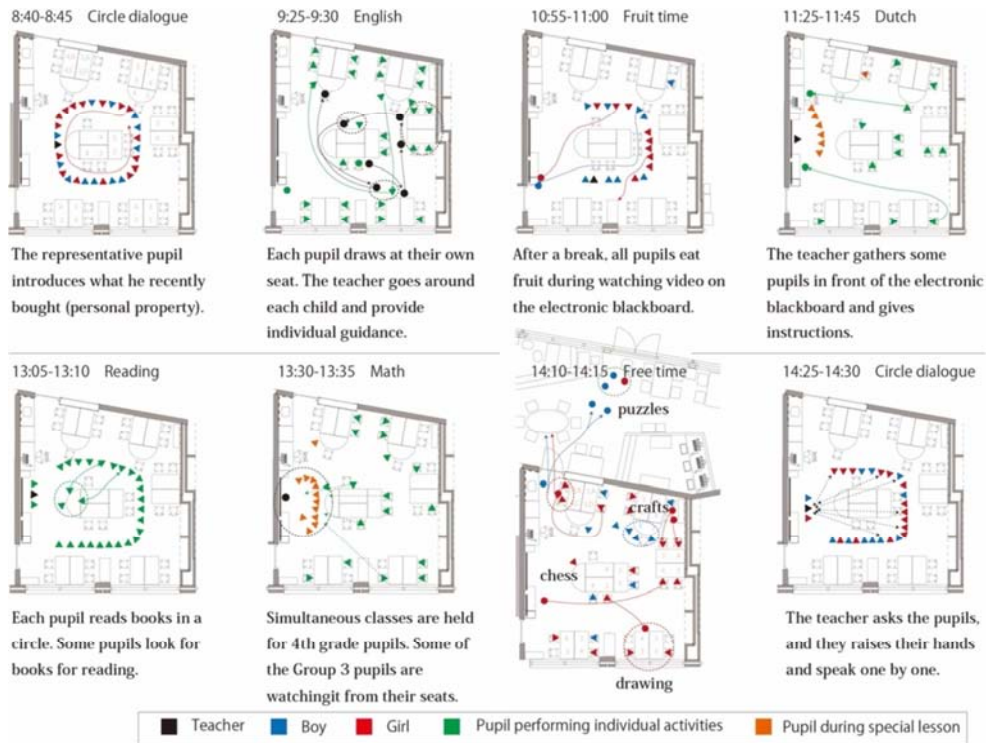 8:40-8:45 Circle dialogue
The representative pupil
introduces what he recently
bought (personal property).
9:25-9:30 English
Each pupil draws at their own
seat. The teacher goes around
each child and provide
individual guidance.
10:55-11:00 Fruit time
After a break, all pupils eat
fruit during watching video on
the electronic blackboard.
11:25-11:45 Dutch
The teacher gathers some
pupils in front of the electronic
blackboard and gives
instructions.
13:05-13:10 Reading
Each pupil reads books in a
circle. Some pupils look for
books for reading.
13:30-13:35 Math
Simultaneous classes are held
for 4th grade pupils. Some of
the Group 3 pupils are
watchingit from their seats.
14:10-14:15 Free time
puzzles
crafts
chess
drawing
14:25-14:30 Circle dialogue
The teacher asks the pupils,
and they raises their hands
and speak one by one.
Teacher Boy Girl Pupil performing individual activities Pupil during special lesson